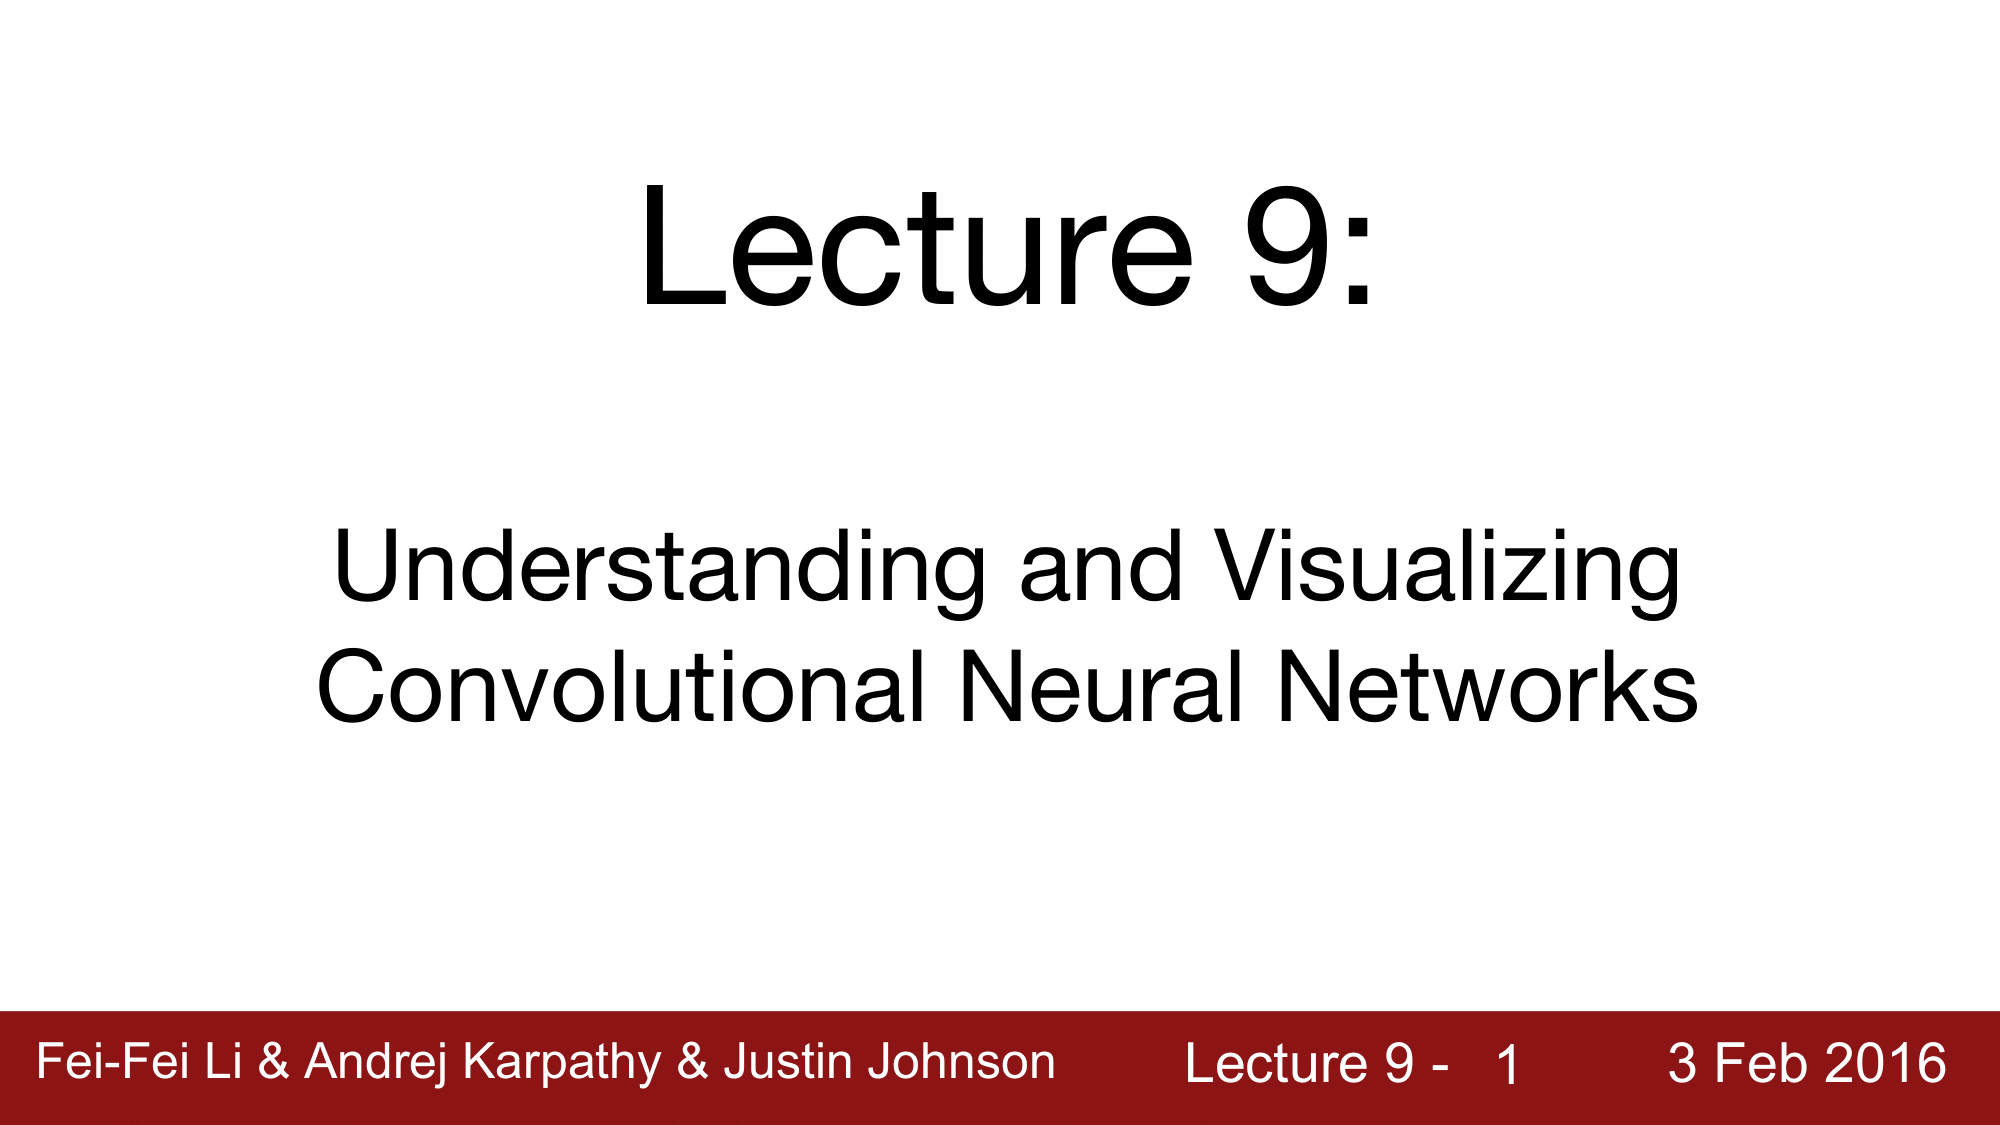 Lecture 9:
Understanding and Visualizing
Convolutional Neural Networks
Fei-Fei Li & Andrej Karpathy & Justin Johnson Lecture 9 - 1 3 Feb 2016